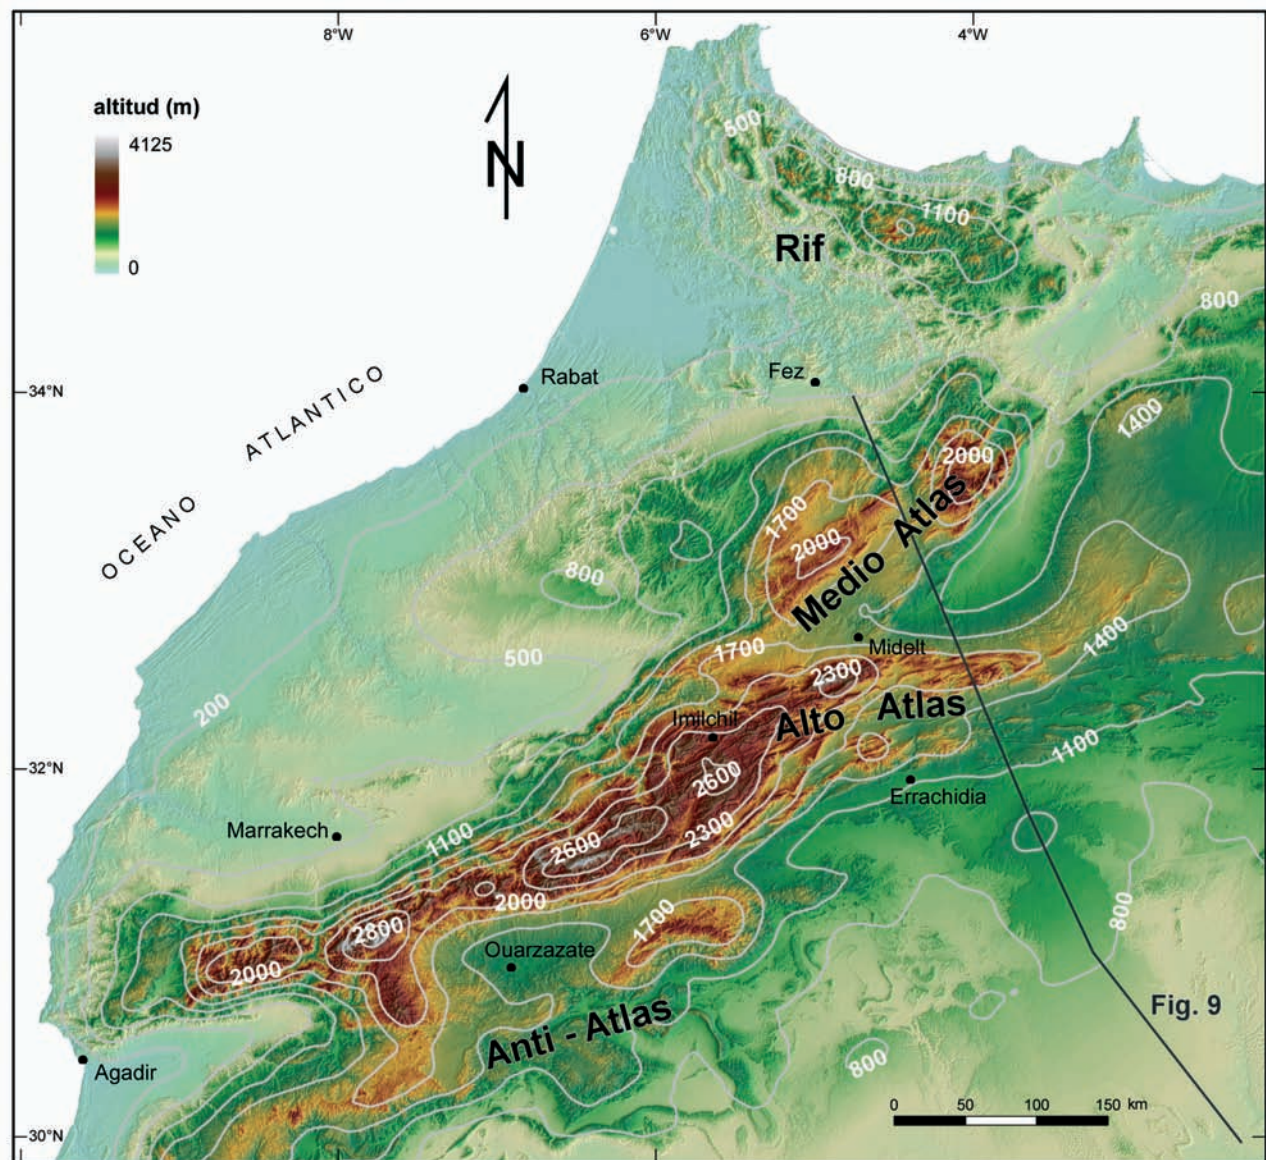 8°W
6°W
4°W
altitud (m)
4125
0
N
500
800
1100
Rif
800
34°N
Rabat
Fez
OCEANO ATLANTICO
1400
2000
1700
2000
Medio Atlas
800
Midelt
1700
1400
500
2300
200
Imilchil
Alto Atlas
1100
32°N
2600
Errachidia
Marrakech
1100
2300
2600
2000
800
2800
1700
Ouarzazate
2000
Anti - Atlas
Fig. 9
Agadir
800
0 50 100 150 km
30°N